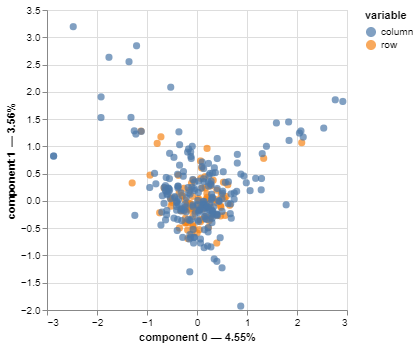 variable
column
row
3.5
3.0
2.5
2.0
1.5
1.0
0.5
0.0
−0.5
−1.0
−1.5
−2.0
component 1 — 3.56%
−3 −2 −1 0 1 2 3
component 0 — 4.55%